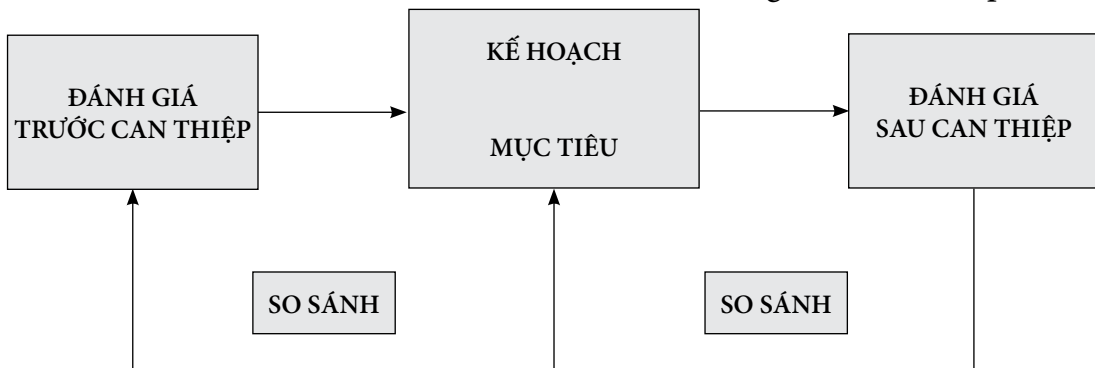 KẾ HOẠCH
MỤC TIÊU
ĐÁNH GIÁ
TRƯỚC CAN THIỆP
ĐÁNH GIÁ
SAU CAN THIỆP
SO SÁNH
SO SÁNH